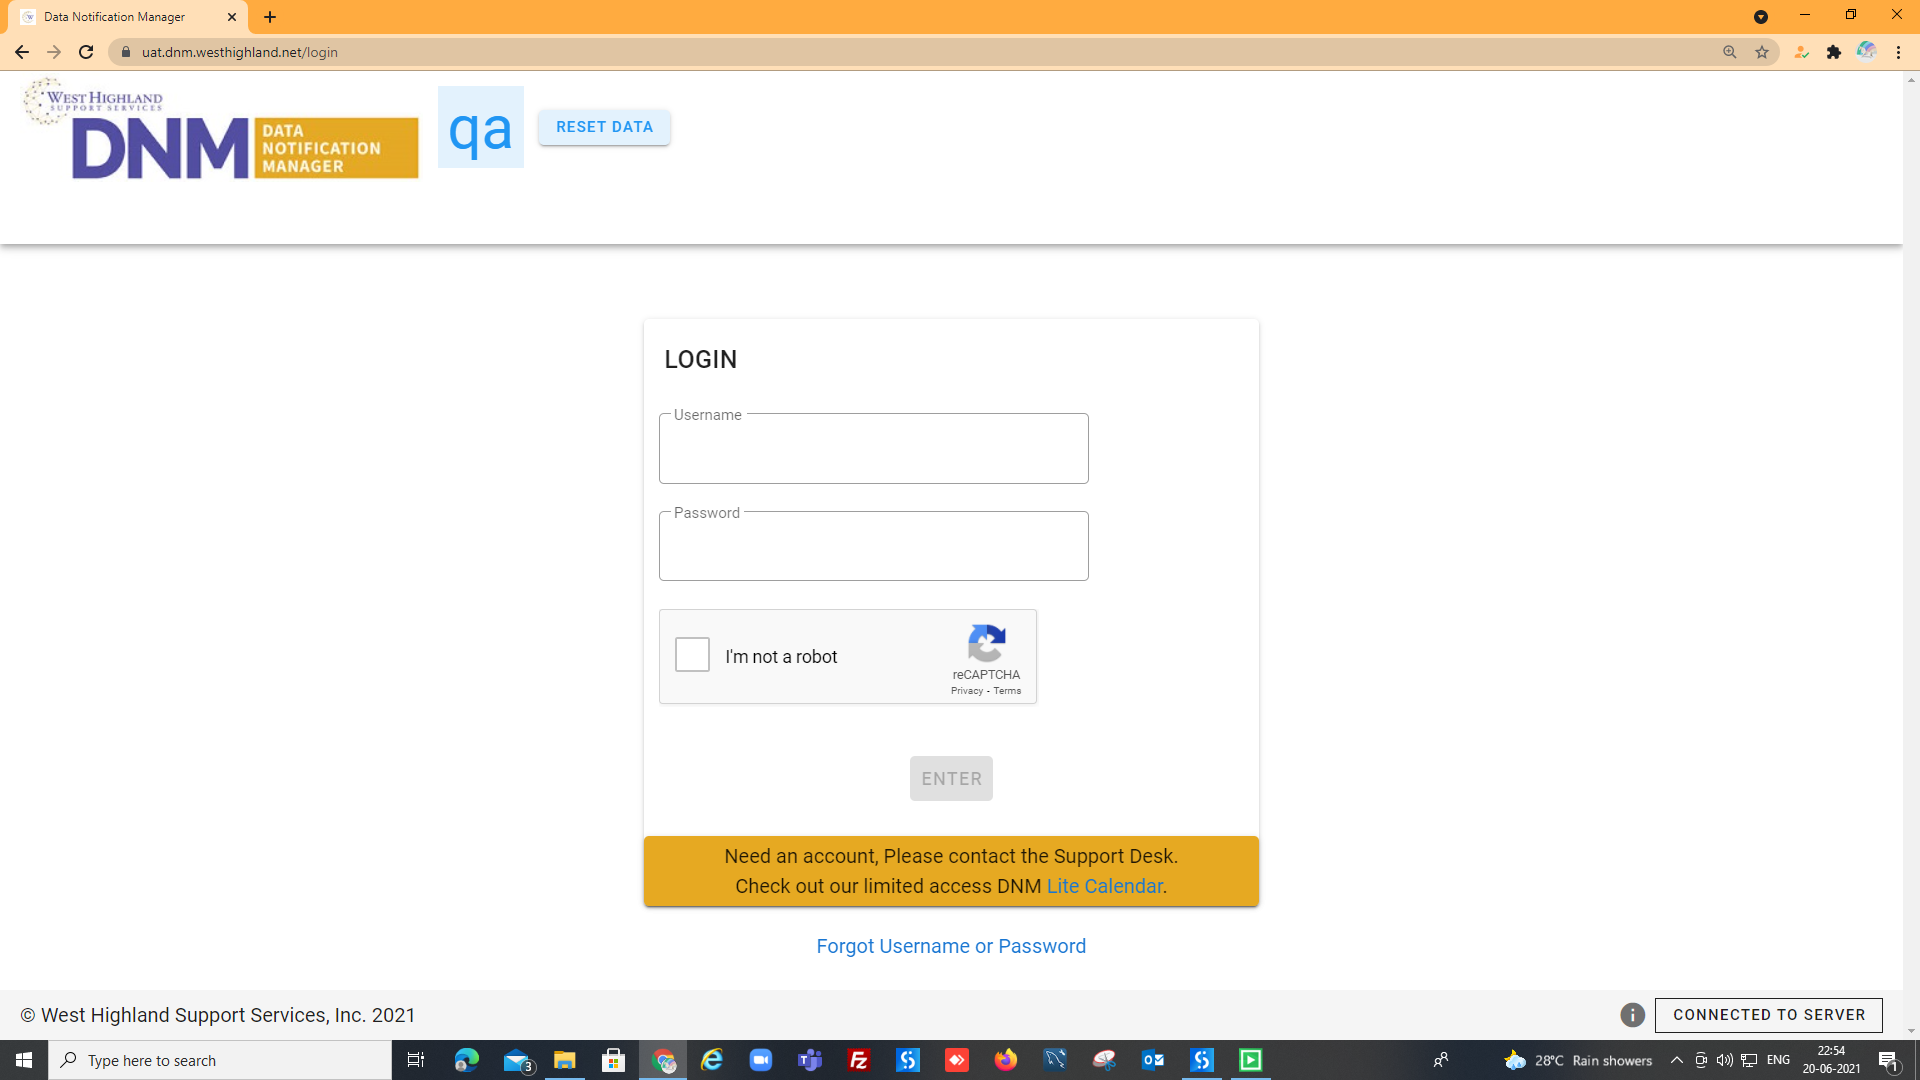 Data Notification Manager
uat.dnm.westhighland.net/login
WEST HIGHLAND
SUPPORT SERVICES
DNM
DATA
NOTIFICATION
MANAGER
qa
RESET DATA
LOGIN
Username
Password
I'm not a robot
reCAPTCHA
Privacy - Terms
ENTER
Need an account, Please contact the Support Desk.
Check out our limited access DNM Lite Calendar.
Forgot Username or Password
© West Highland Support Services, Inc. 2021
CONNECTED TO SERVER
Type here to search
3
28°C Rain showers
ENG
22:54
20-06-2021
1